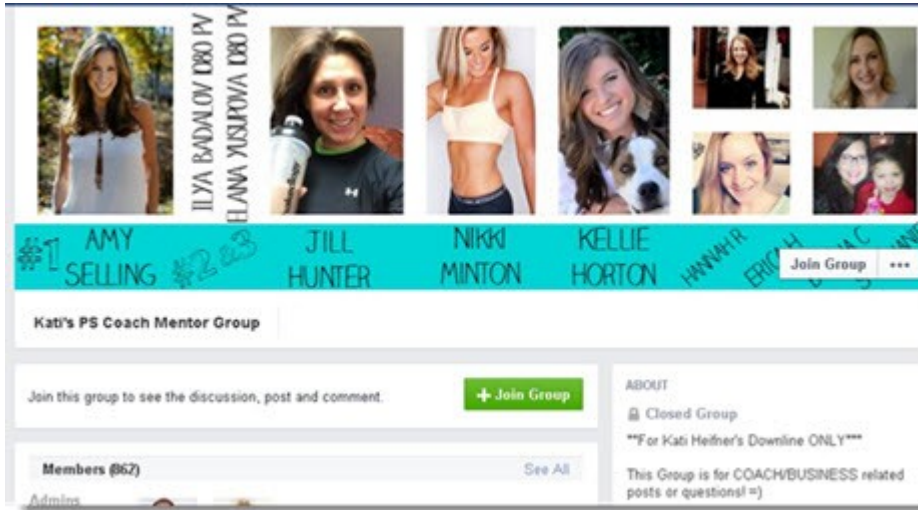 ILYA BADALOV 1080 PV
ELANA YUSUPOVA 1080 PV
#1 AMY SELLING
#2 &3
JILL HUNTER
NIKKI MINTON
KELLIE HORTON
HANNAH R
ERICA H
Join Group
Kati's PS Coach Mentor Group
Join this group to see the discussion, post and comment.
+ Join Group
Members (862)
See All
Admins
ABOUT
Closed Group
**For Kati Heifner's Downline ONLY***
This Group is for COACH/BUSINESS related
posts or questions! =)